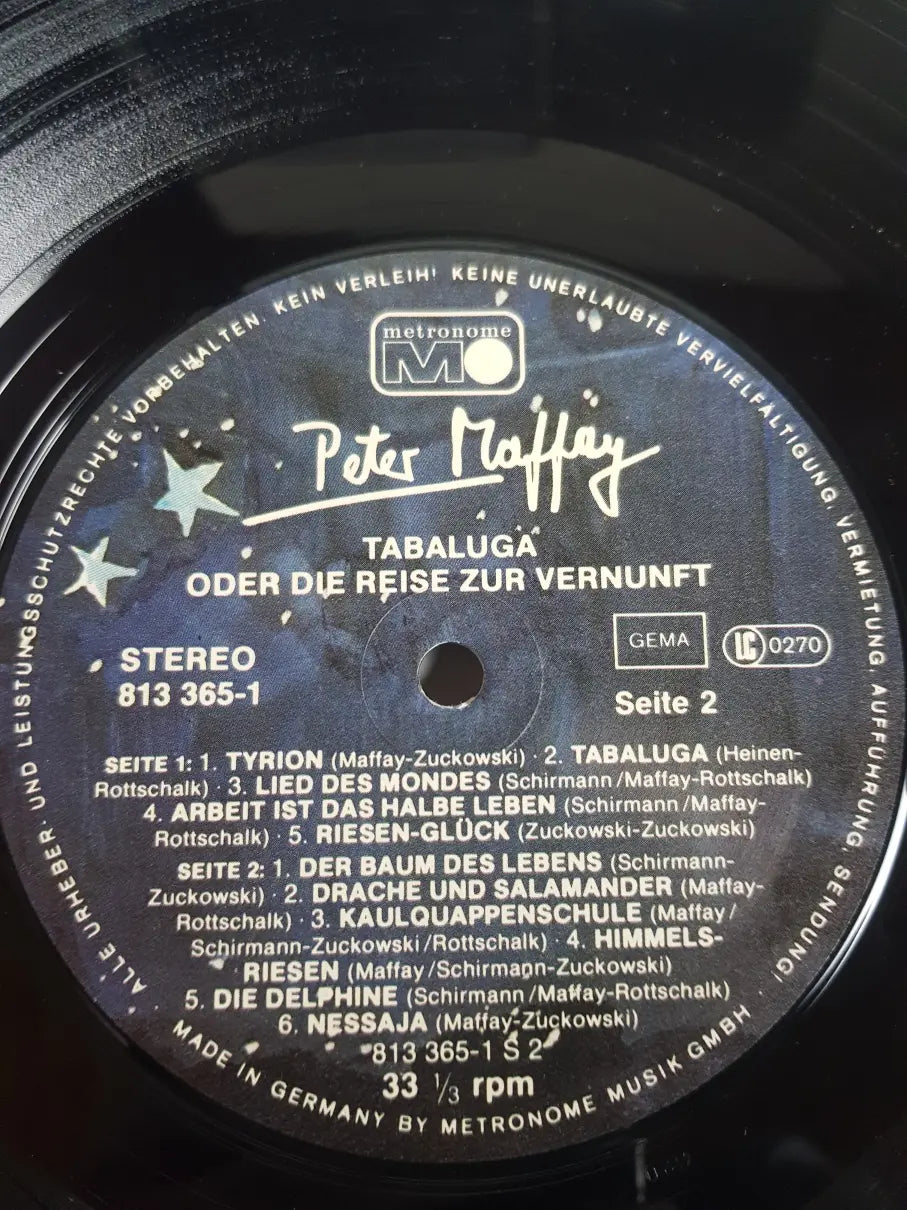 ALLE URHEBER- UND LEISTUNGSSCHUTZRECHTE VORBEHALTEN. KEIN VERLEIH! KEINE UNERLAUBTE VERVIELFÄLTIGUNG, VERMIETUNG, AUFFÜHRUNG, SENDUNG!
metronome
Peter Maffay
TABALUGA
ODER DIE REISE ZUR VERNUNFT
STEREO
813 365-1
GEMA
LC 0270
Seite 2
SEITE 1: 1. TYRION (Maffay-Zuckowski) · 2. TABALUGA (Heinen-
Rottschalk) · 3. LIED DES MONDES (Schirmann/Maffay-Rottschalk)
4. ARBEIT IST DAS HALBE LEBEN (Schirmann/Maffay-
Rottschalk) · 5. RIESEN-GLÜCK (Zuckowski-Zuckowski)
SEITE 2: 1. DER BAUM DES LEBENS (Schirmann-
Zuckowski) · 2. DRACHE UND SALAMANDER (Maffay-
Rottschalk) · 3. KAULQUAPPENSCHULE (Maffay/
Schirmann-Zuckowski/Rottschalk) · 4. HIMMELS-
RIESEN (Maffay/Schirmann-Zuckowski)
5. DIE DELPHINE (Schirmann/Maffay-Rottschalk)
6. NESSAJA (Maffay-Zuckowski)
813 365-1 S 2
33 1/3 rpm
MADE IN GERMANY BY METRONOME MUSIK GMBH